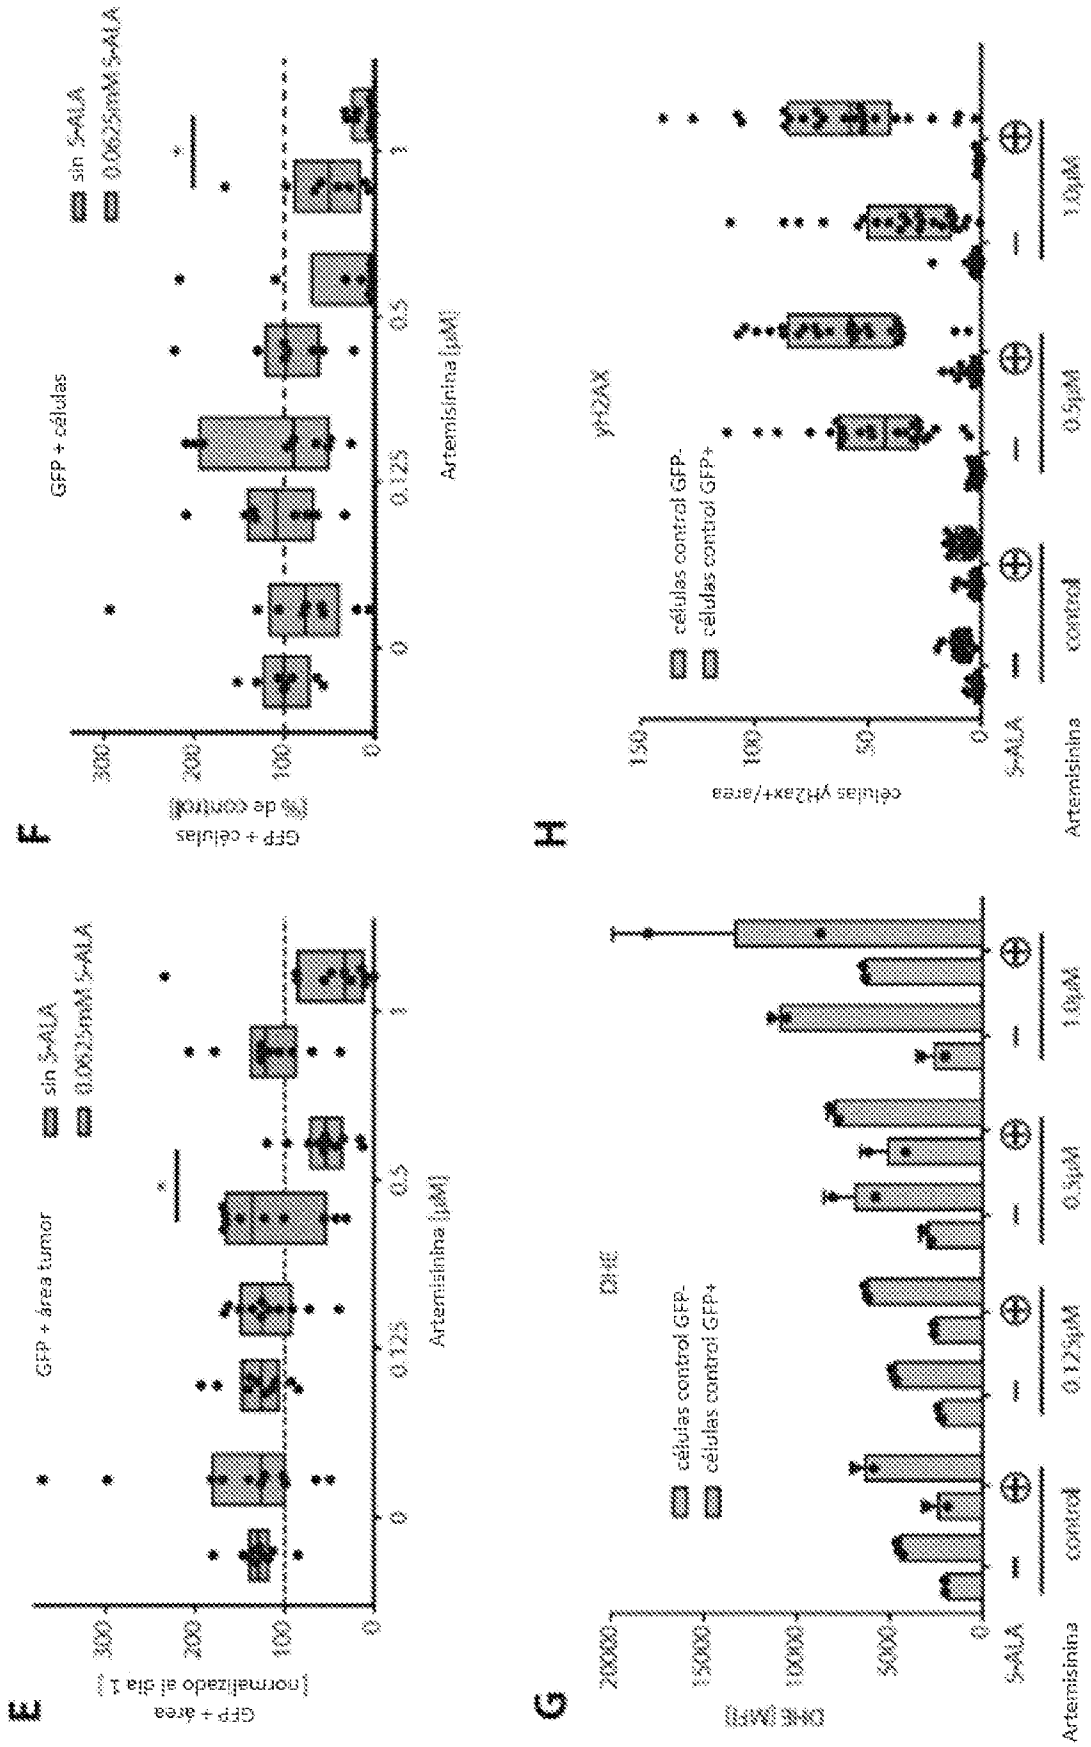 E
GFP + área tumor
sin 5-ALA
0.0625mM 5-ALA
*
GFP + área
[normalizado al día 1]
300
200
100
0
0
0.125
0.5
1
Artemisinina [µM]
F
GFP + células
sin 5-ALA
0.0625mM 5-ALA
*
GFP + células
(% de control)
300
200
100
0
0
0.125
0.5
1
Artemisinina [µM]
G
DHE
células control GFP-
células control GFP+
DHE (MFI)
20000
15000
10000
5000
0
5-ALA − ⊕ − ⊕ − ⊕ − ⊕
Artemisinina control 0.125µM 0.5µM 1.0µM
H
γH2AX
células control GFP-
células control GFP+
células γH2ax+/area
150
100
50
0
5-ALA − ⊕ − ⊕ − ⊕
Artemisinina control 0.5µM 1.0µM